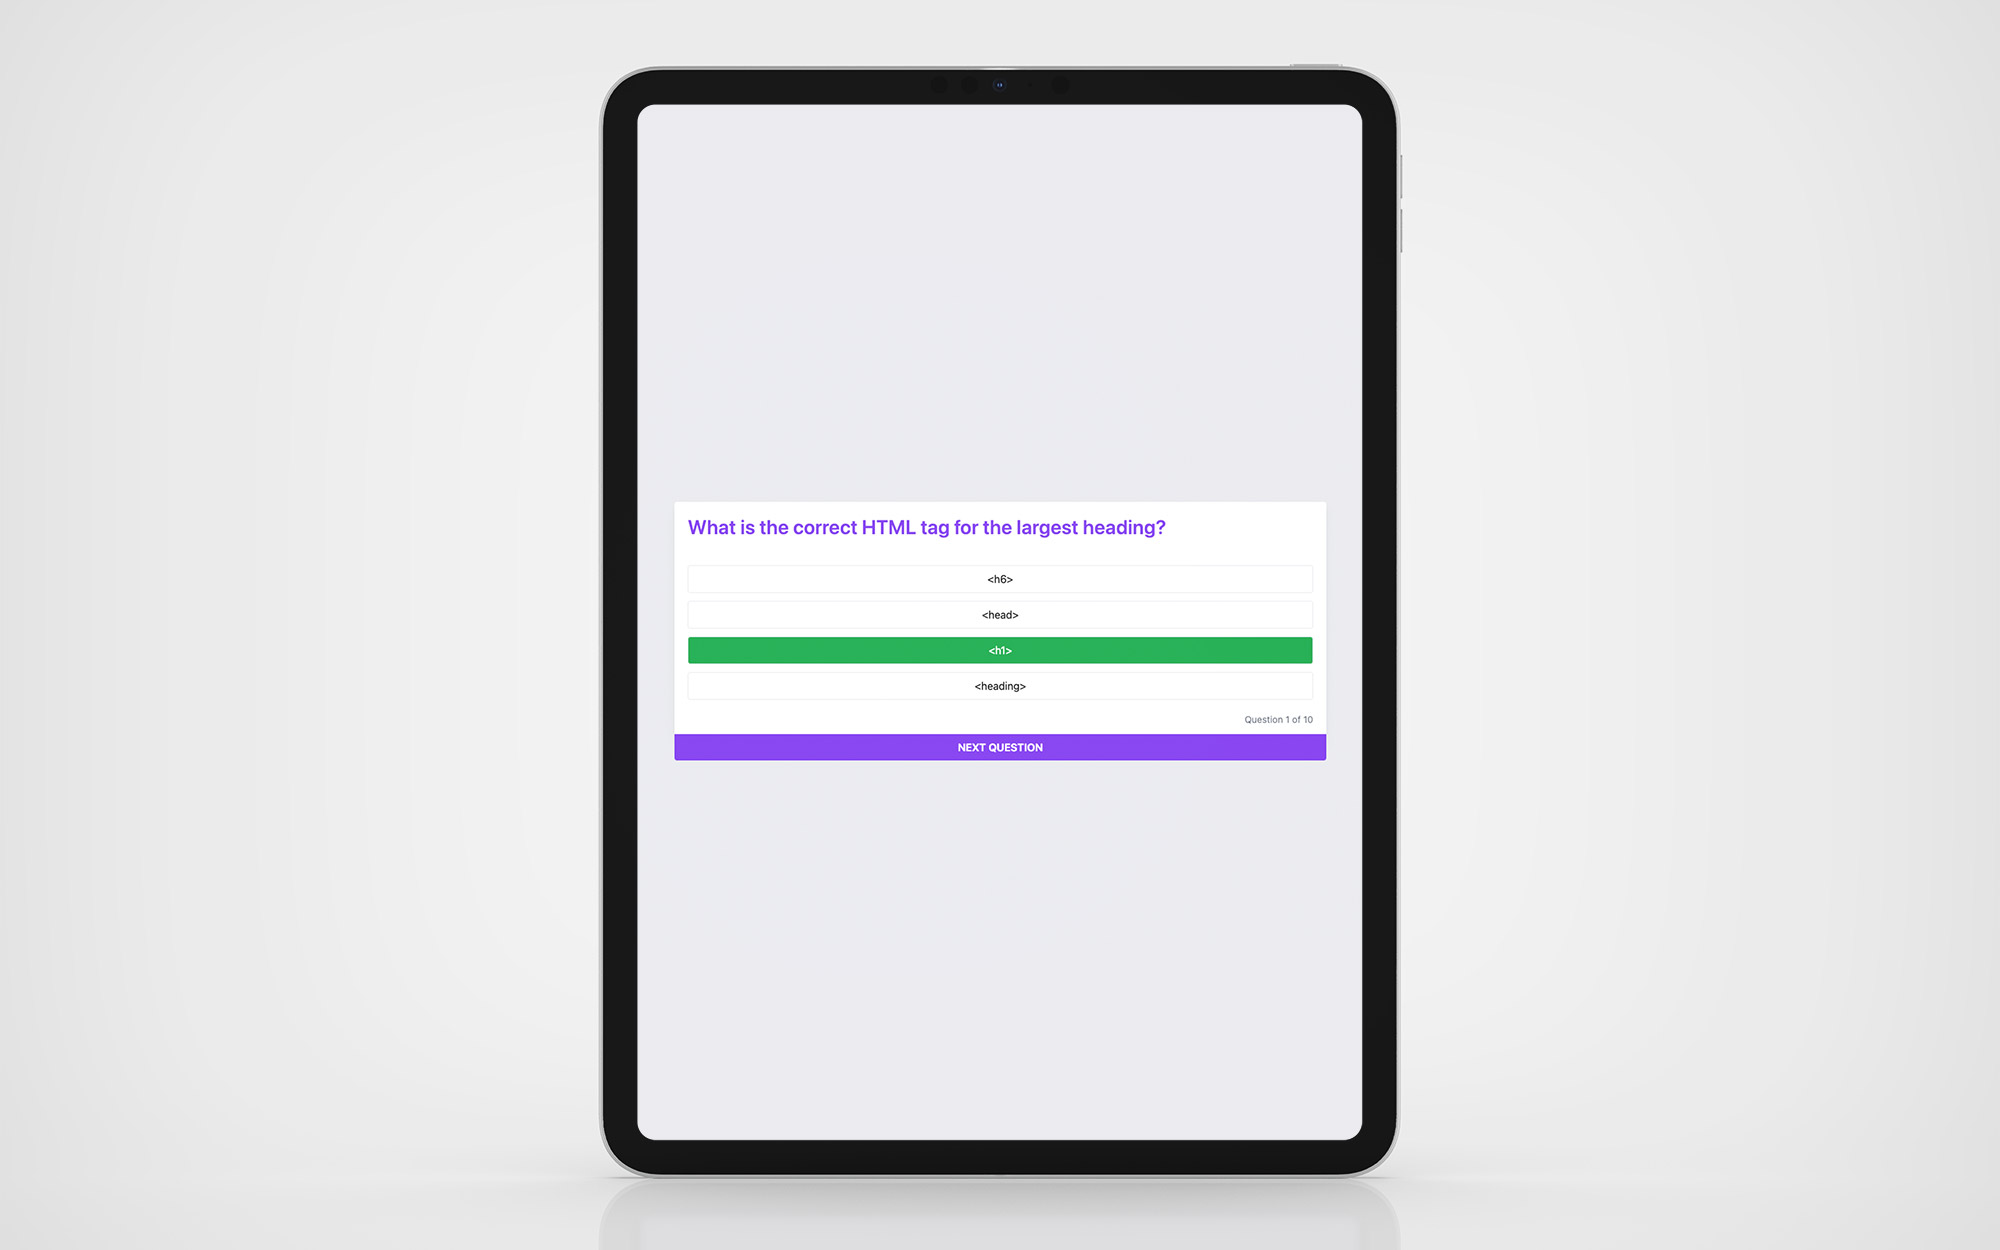 What is the correct HTML tag for the largest heading?
<h6>
<head>
<h1>
<heading>
Question 1 of 10
NEXT QUESTION